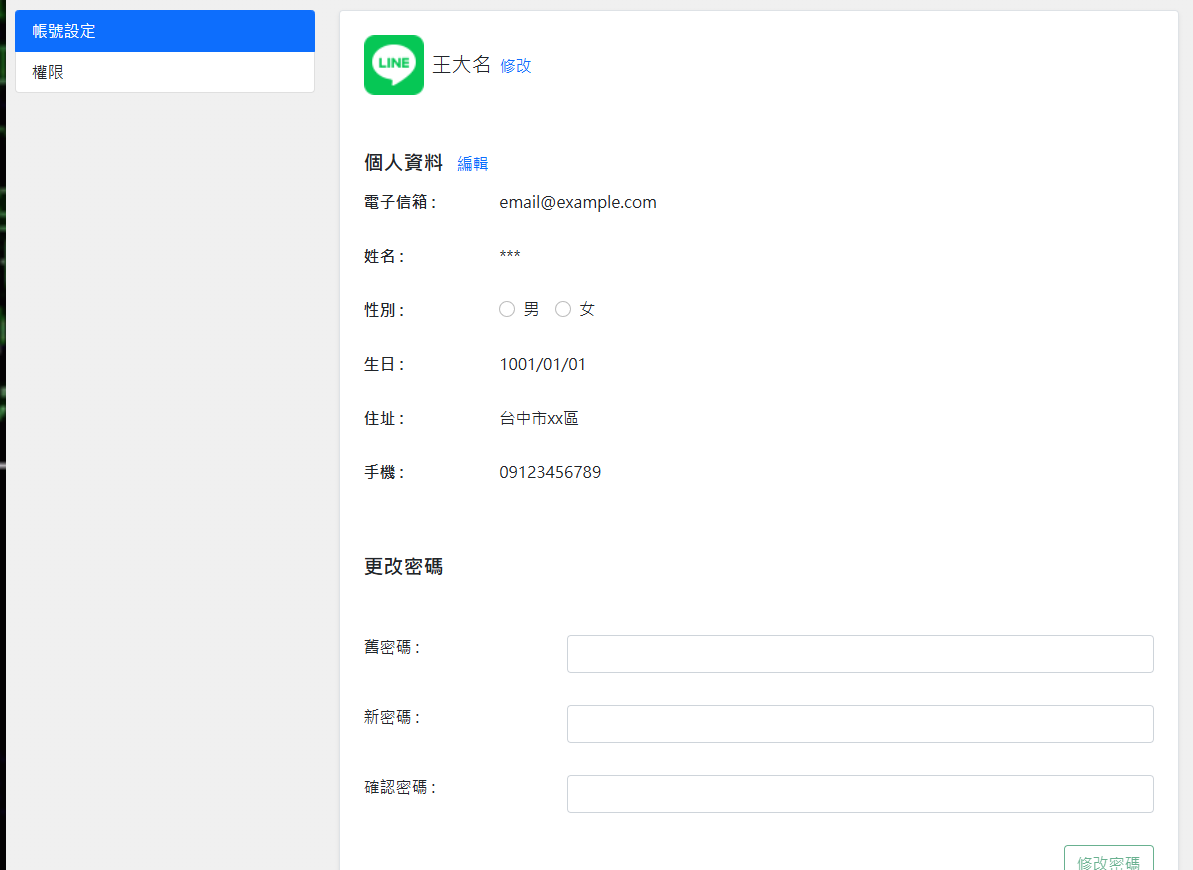 帳號設定
權限
LINE
王大名 修改
個人資料 編輯
電子信箱 : email@example.com
姓名 : ***
性別 : 男 女
生日 : 1001/01/01
住址 : 台中市xx區
手機 : 09123456789
更改密碼
舊密碼 :
新密碼 :
確認密碼 :
修改密碼